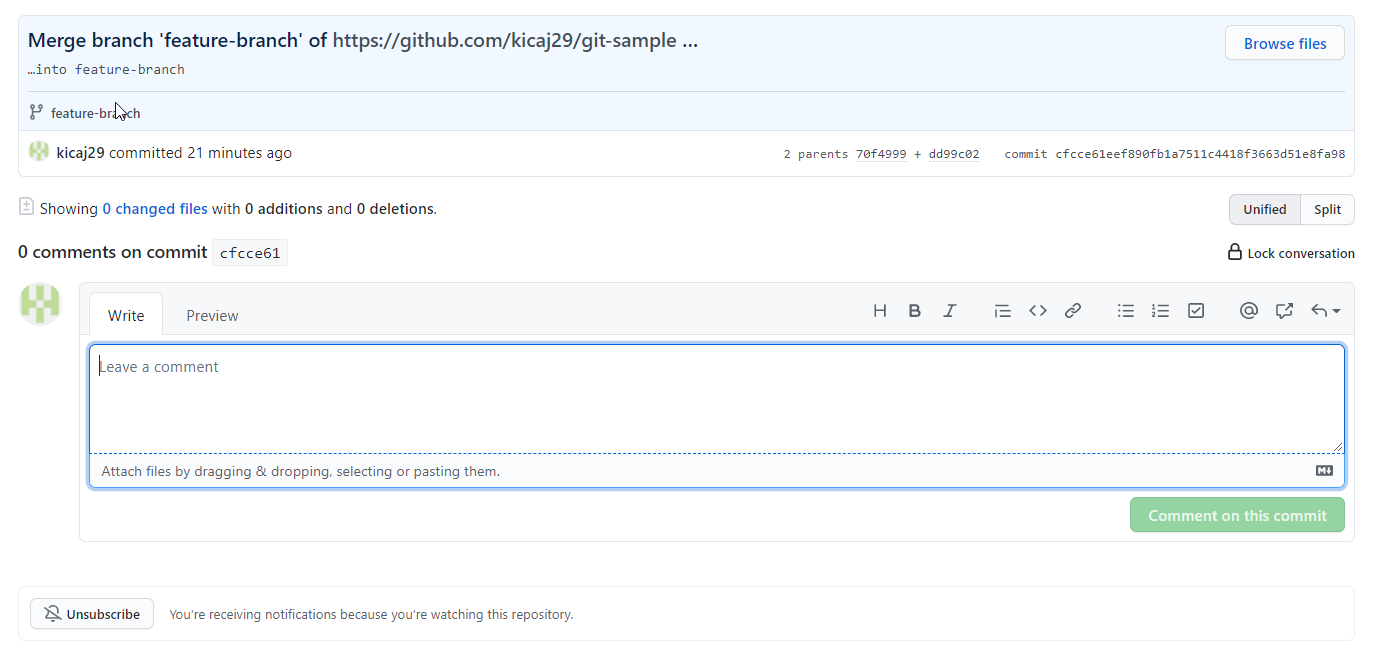 Merge branch 'feature-branch' of https://github.com/kicaj29/git-sample ...
Browse files
…into feature-branch
feature-branch
kicaj29 committed 21 minutes ago
2 parents 70f4999 + dd99c02 commit cfcce61eef890fb1a7511c4418f3663d51e8fa98
Showing 0 changed files with 0 additions and 0 deletions.
Unified Split
0 comments on commit cfcce61
Lock conversation
Write Preview
Leave a comment
Attach files by dragging & dropping, selecting or pasting them.
Comment on this commit
Unsubscribe You're receiving notifications because you're watching this repository.